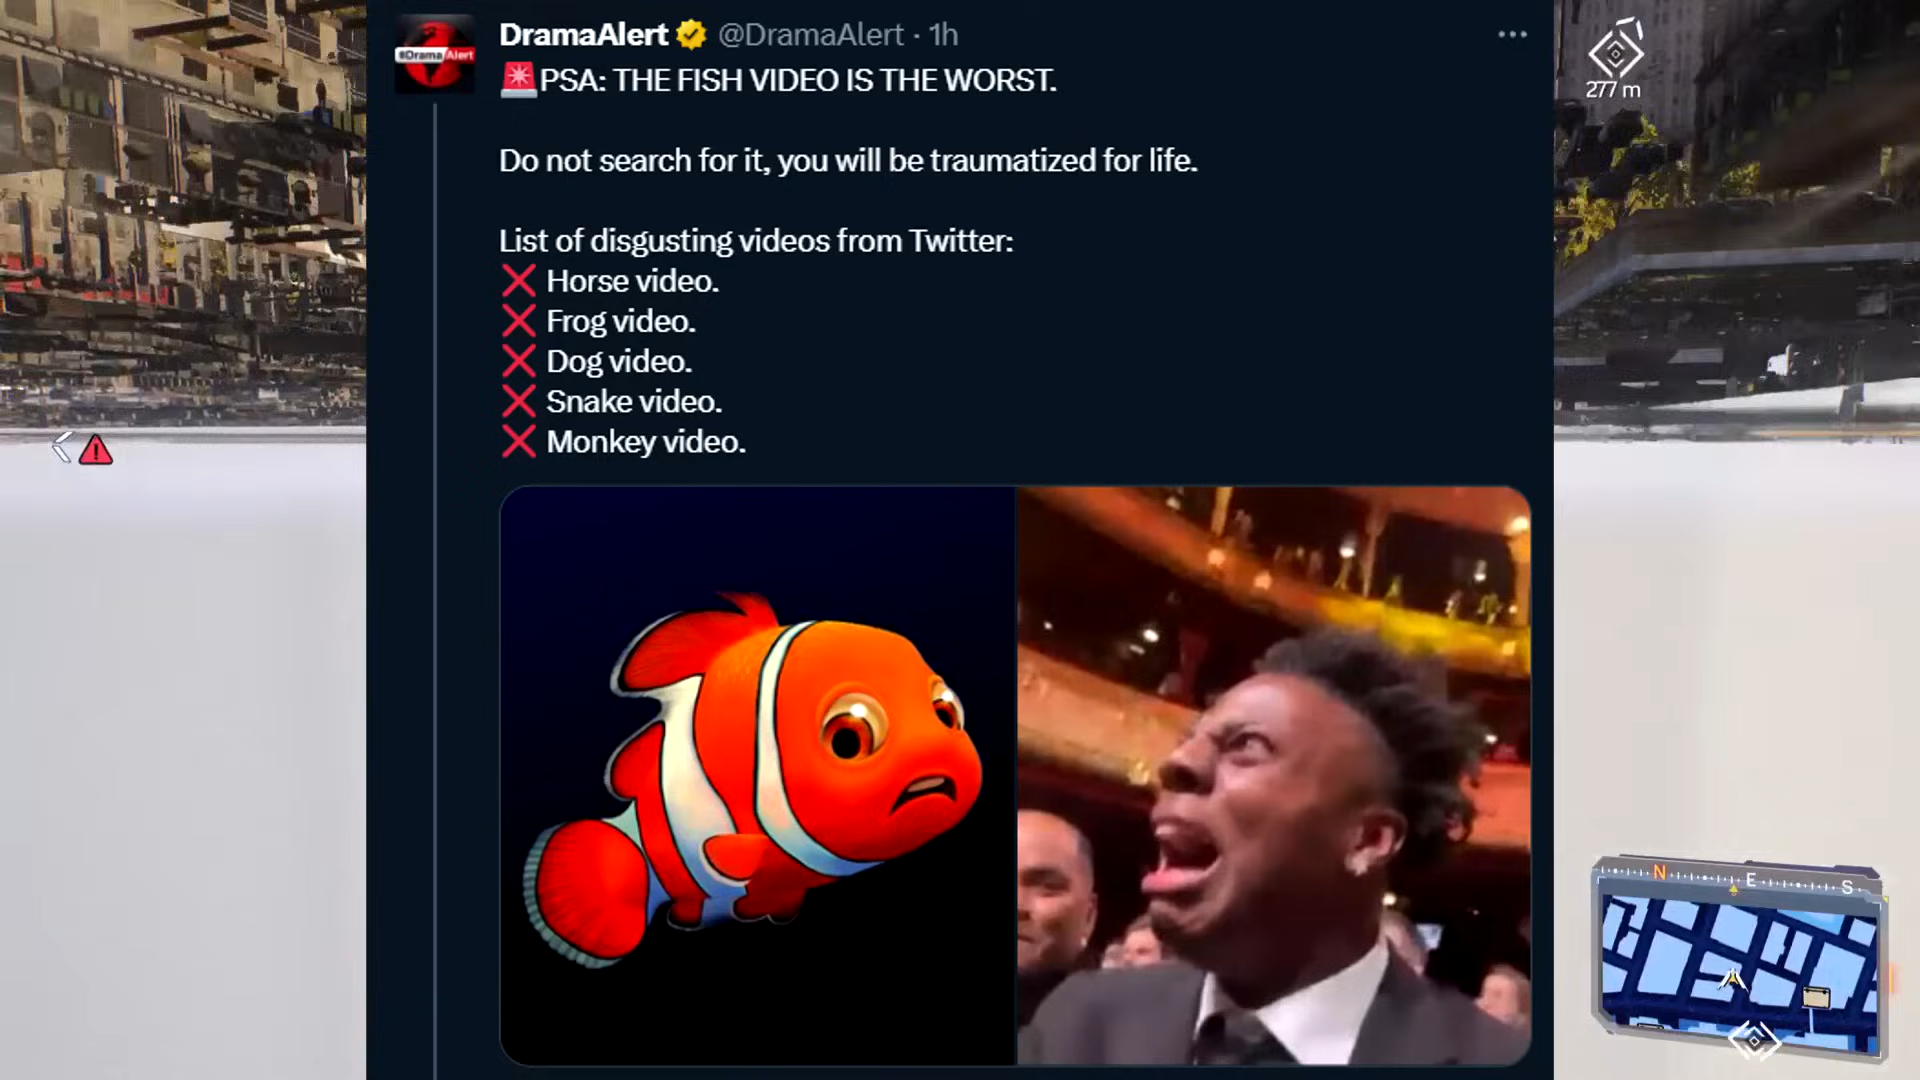 DramaAlert @DramaAlert · 1h
#Drama Alert
🚨PSA: THE FISH VIDEO IS THE WORST.
Do not search for it, you will be traumatized for life.
List of disgusting videos from Twitter:
❌ Horse video.
❌ Frog video.
❌ Dog video.
❌ Snake video.
❌ Monkey video.
277 m
N E S